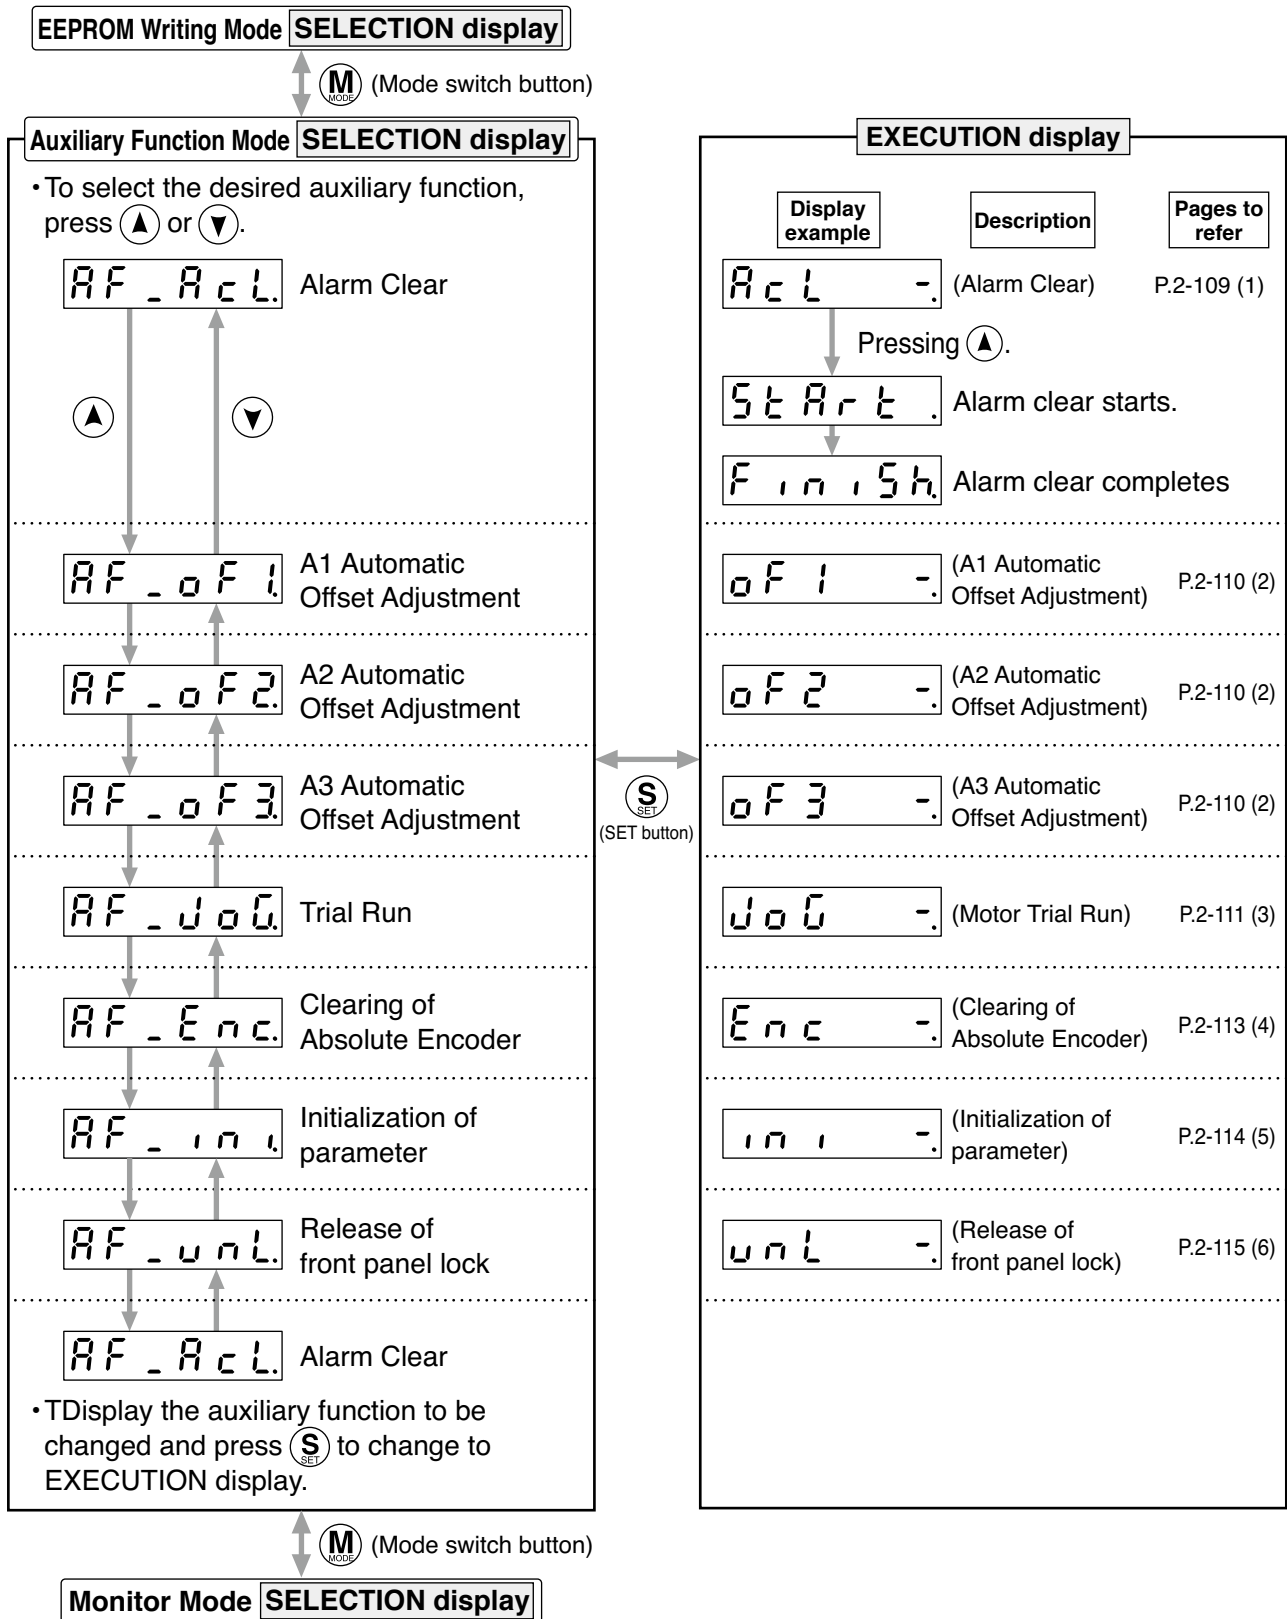 EEPROM Writing Mode SELECTION display
M MODE (Mode switch button)
Auxiliary Function Mode SELECTION display
• To select the desired auxiliary function,
press ▲ or ▼.
AF_AcL. Alarm Clear
▲ ▼
AF_oF1. A1 Automatic
Offset Adjustment
AF_oF2. A2 Automatic
Offset Adjustment
AF_oF3. A3 Automatic
Offset Adjustment
AF_JoG. Trial Run
AF_Enc. Clearing of
Absolute Encoder
AF_ini. Initialization of
parameter
AF_unL. Release of
front panel lock
AF_AcL. Alarm Clear
• TDisplay the auxiliary function to be
changed and press S SET to change to
EXECUTION display.
M MODE (Mode switch button)
Monitor Mode SELECTION display
S SET
(SET button)
EXECUTION display
Display
example
Description
Pages to
refer
AcL -. (Alarm Clear) P.2-109 (1)
Pressing ▲.
StArt . Alarm clear starts.
FiniSh. Alarm clear completes
oF1 -. (A1 Automatic
Offset Adjustment) P.2-110 (2)
oF2 -. (A2 Automatic
Offset Adjustment) P.2-110 (2)
oF3 -. (A3 Automatic
Offset Adjustment) P.2-110 (2)
JoG -. (Motor Trial Run) P.2-111 (3)
Enc -. (Clearing of
Absolute Encoder) P.2-113 (4)
ini -. (Initialization of
parameter) P.2-114 (5)
unL -. (Release of
front panel lock) P.2-115 (6)